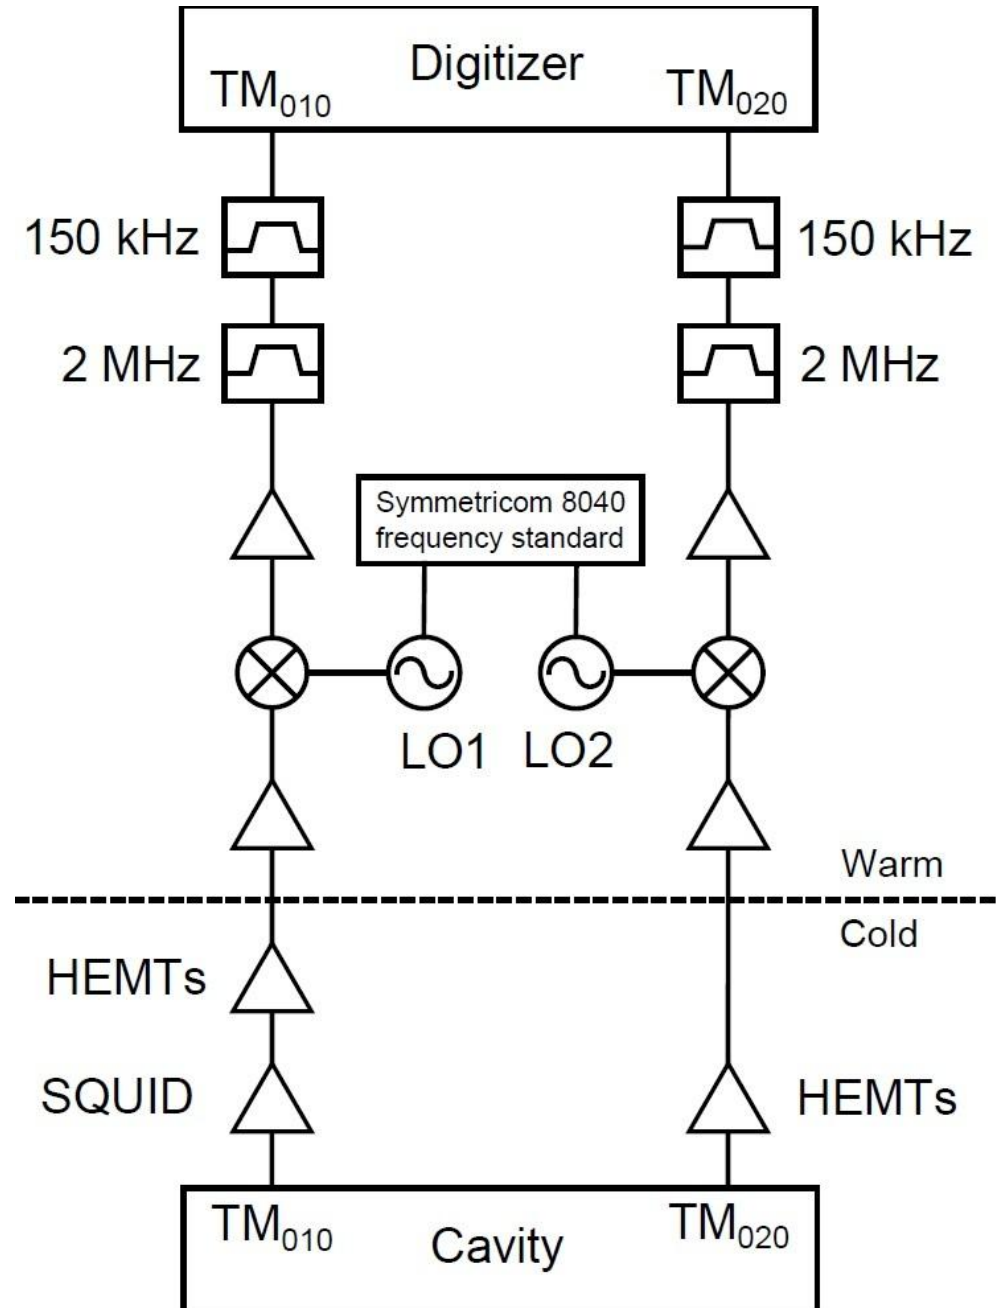 Digitizer
TM010
TM020
150 kHz
150 kHz
2 MHz
2 MHz
Symmetricom 8040
frequency standard
LO1
LO2
Warm
Cold
HEMTs
SQUID
HEMTs
TM010
TM020
Cavity